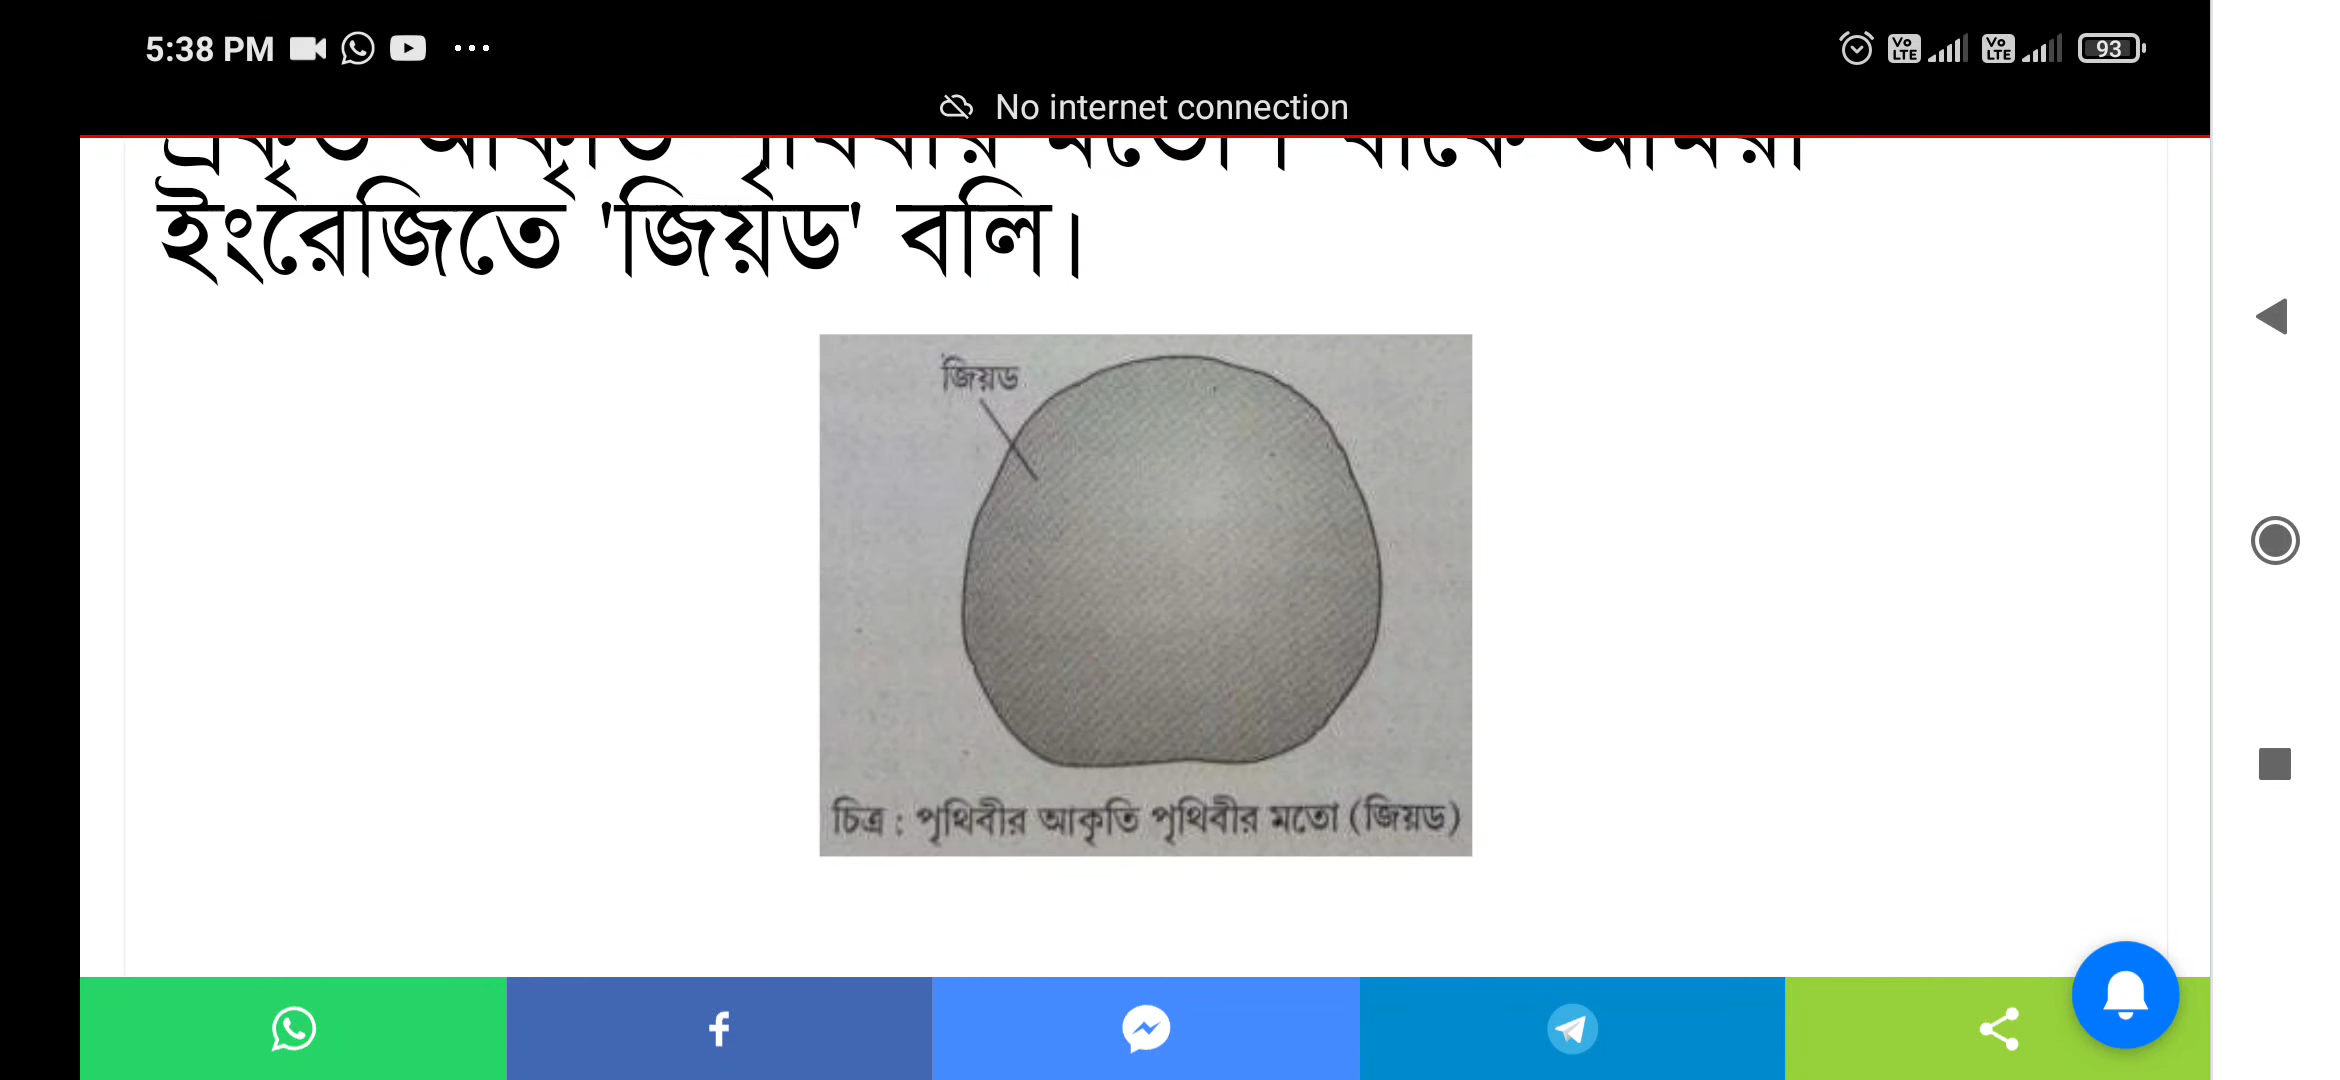 5:38 PM
93
No internet connection
ইংরেজিতে 'জিয়ড' বলি।
জিয়ড
চিত্র : পৃথিবীর আকৃতি পৃথিবীর মতো (জিয়ড)